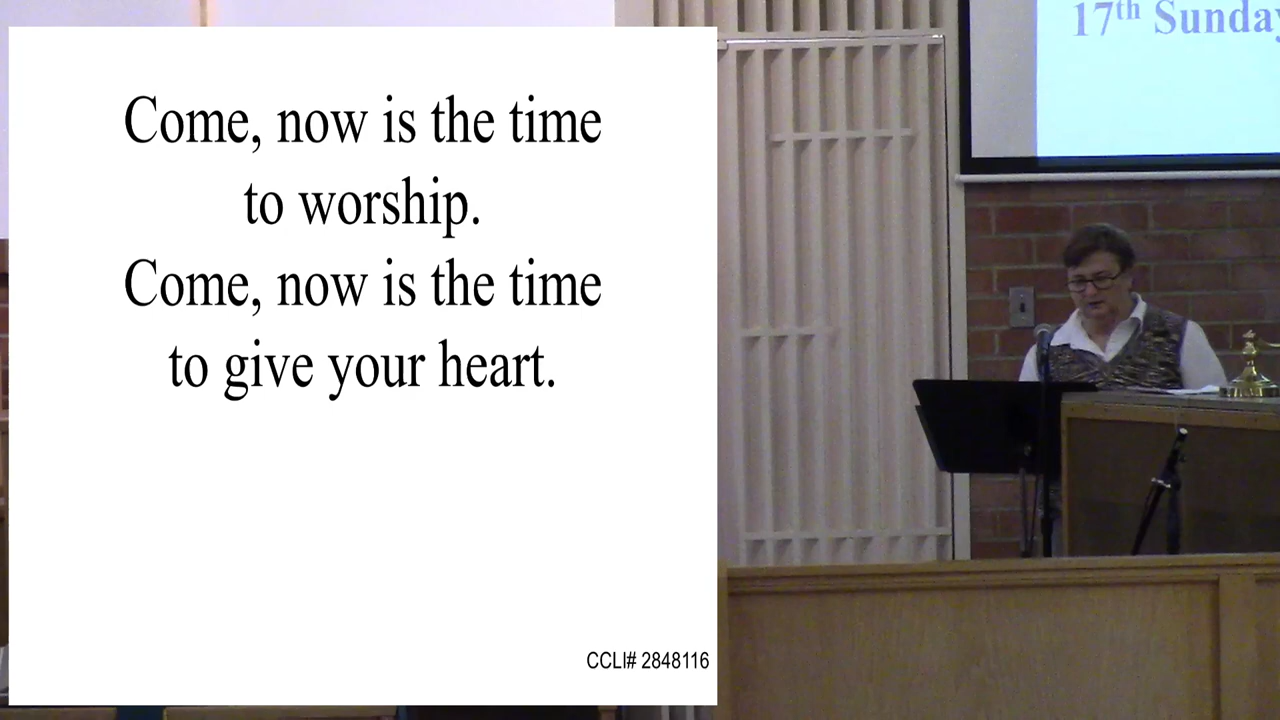 Come, now is the time
to worship.
Come, now is the time
to give your heart.
CCLI# 2848116
17th Sunday